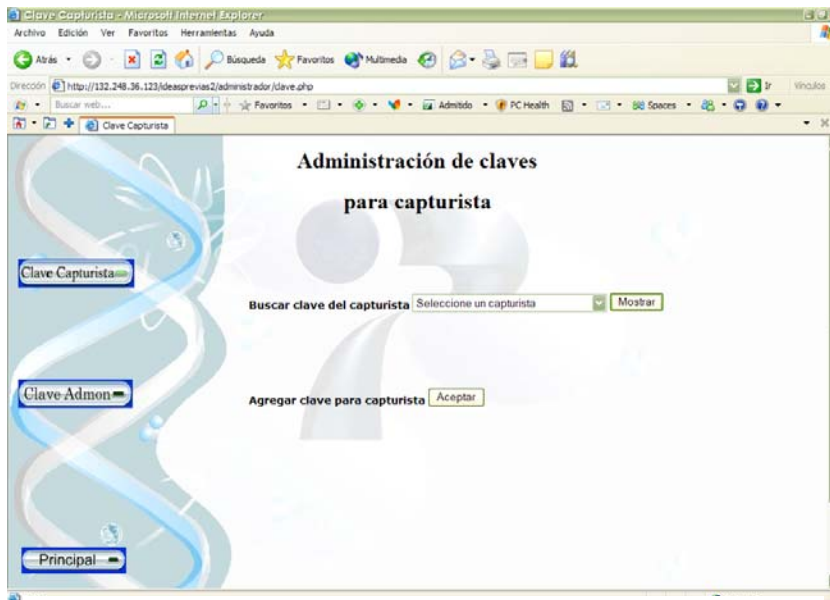 Clave Capturista - Microsoft Internet Explorer
Archivo Edición Ver Favoritos Herramientas Ayuda
Atrás Búsqueda Favoritos Multimedia
Dirección http://132.248.36.123/ideasprevias2/administrador/clave.php Ir Vínculos
Buscar web... Favoritos Admitido PC Health Spaces
Clave Capturista
Administración de claves
para capturista
Clave Capturista
Buscar clave del capturista Seleccione un capturista Mostrar
Clave Admon
Agregar clave para capturista Aceptar
Principal